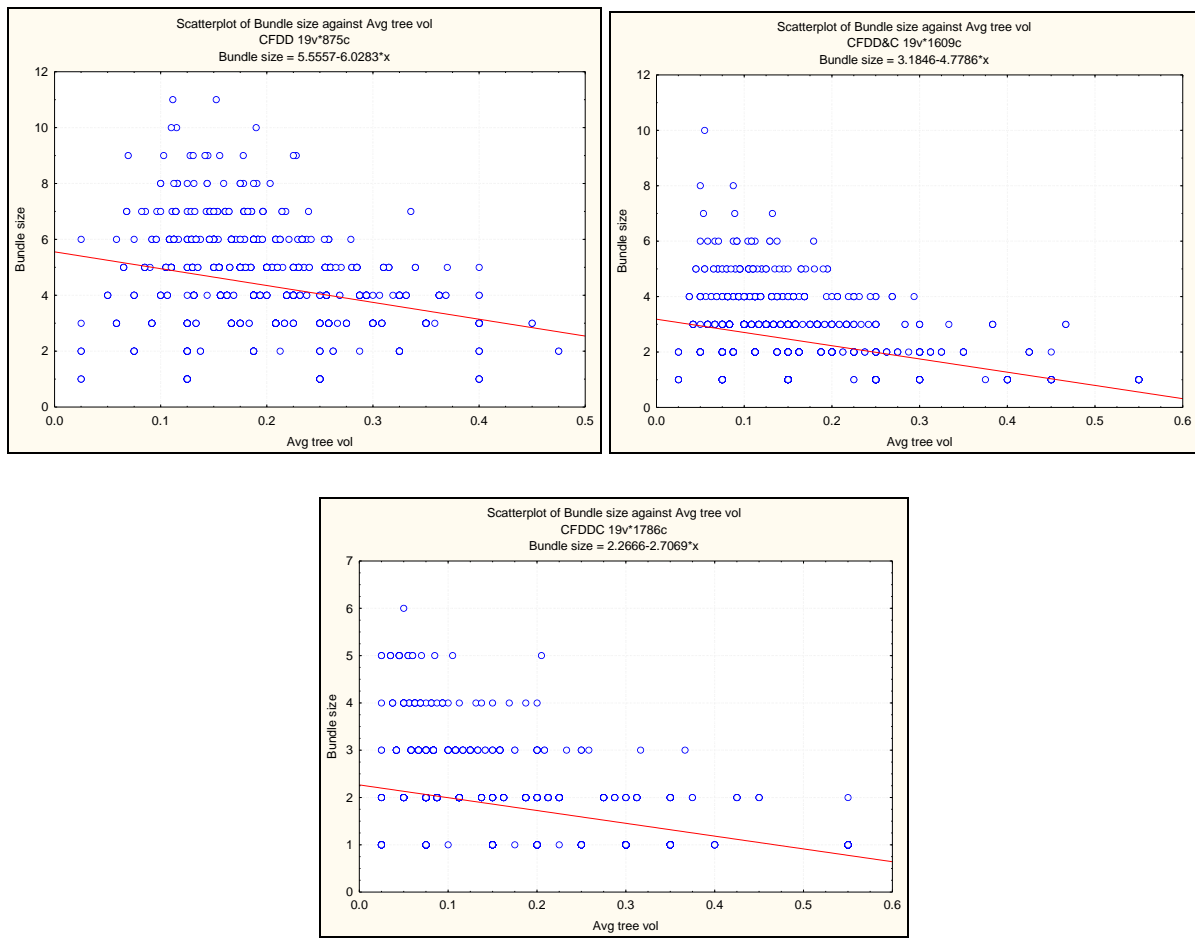 Scatterplot of Bundle size against Avg tree vol
CFDD 19v*875c
Bundle size = 5.5557-6.0283*x
12
10
8
6
4
2
0
Bundle size
0.0 0.1 0.2 0.3 0.4 0.5
Avg tree vol
Scatterplot of Bundle size against Avg tree vol
CFDD&C 19v*1609c
Bundle size = 3.1846-4.7786*x
12
10
8
6
4
2
0
Bundle size
0.0 0.1 0.2 0.3 0.4 0.5 0.6
Avg tree vol
Scatterplot of Bundle size against Avg tree vol
CFDDC 19v*1786c
Bundle size = 2.2666-2.7069*x
7
6
5
4
3
2
1
0
Bundle size
0.0 0.1 0.2 0.3 0.4 0.5 0.6
Avg tree vol